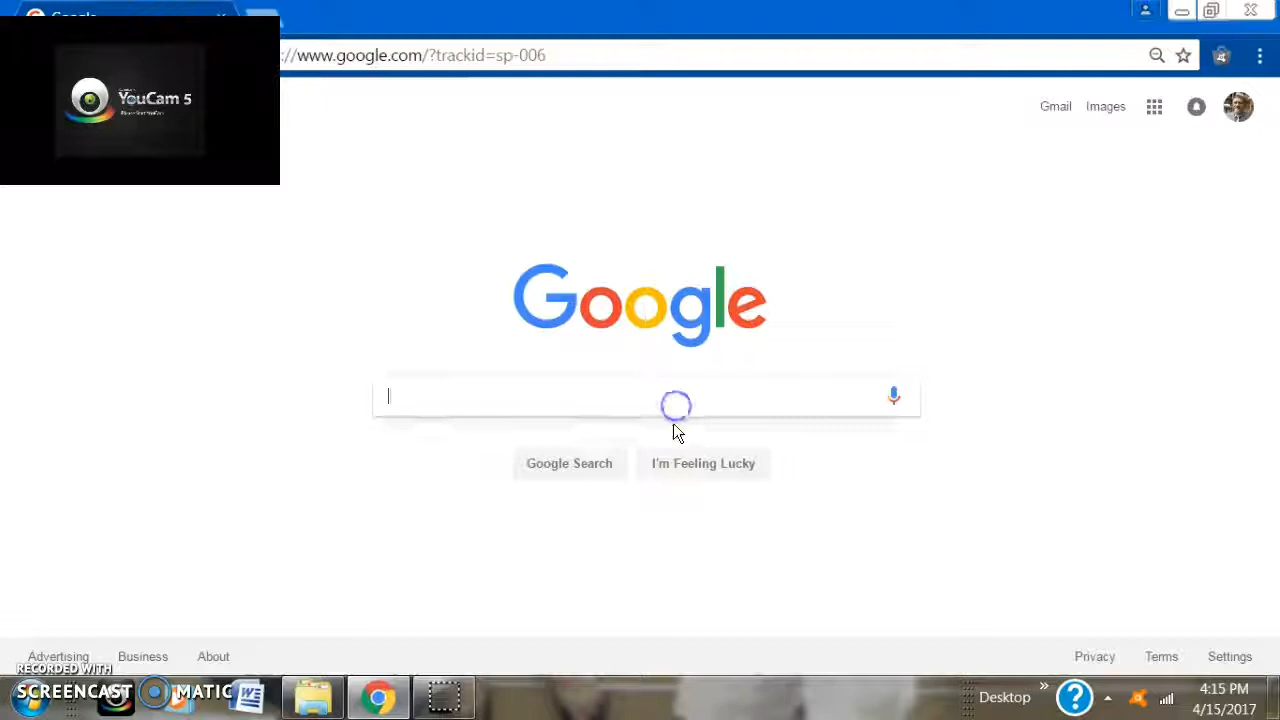 Google
://www.google.com/?trackid=sp-006
YouCam 5
Gmail Images
Google
Google Search I'm Feeling Lucky
Advertising Business About
Privacy Terms Settings
RECORDED WITH
SCREENCAST MATIC
Desktop
4:15 PM
4/15/2017